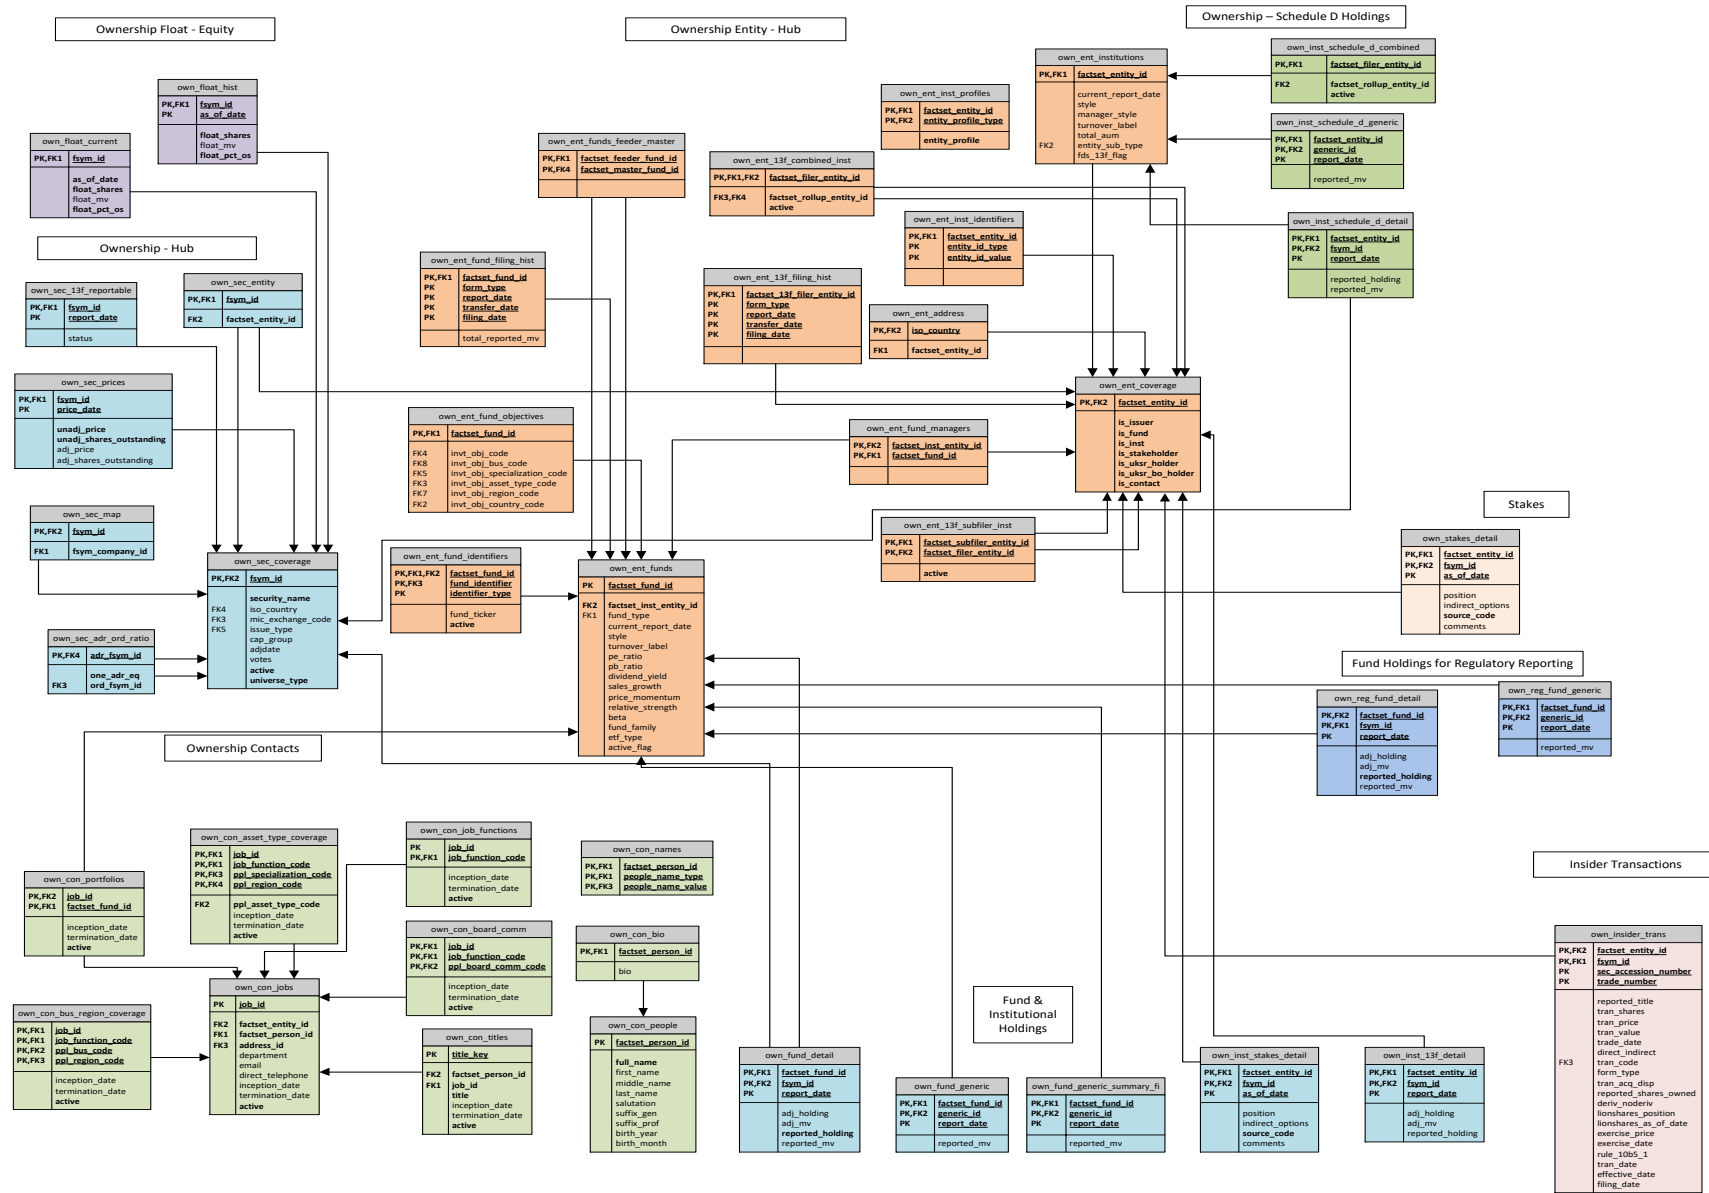 Ownership Float - Equity
Ownership Entity - Hub
Ownership – Schedule D Holdings
own_float_hist
PK,FK1 fsym_id
PK as_of_date
float_shares
float_mv
float_pct_os
own_float_current
PK,FK1 fsym_id
as_of_date
float_shares
float_mv
float_pct_os
Ownership - Hub
own_sec_13f_reportable
PK,FK1 fsym_id
PK report_date
status
own_sec_entity
PK,FK1 fsym_id
FK2 factset_entity_id
own_sec_prices
PK,FK1 fsym_id
PK price_date
unadj_price
unadj_shares_outstanding
adj_price
adj_shares_outstanding
own_sec_map
PK,FK2 fsym_id
FK1 fsym_company_id
own_sec_coverage
PK,FK2 fsym_id
security_name
FK4 iso_country
FK3 mic_exchange_code
FK5 issue_type
cap_group
adjdate
votes
active
universe_type
own_sec_adr_ord_ratio
PK,FK4 adr_fsym_id
one_adr_eq
FK3 ord_fsym_id
own_ent_funds_feeder_master
PK,FK1 factset_feeder_fund_id
PK,FK4 factset_master_fund_id
own_ent_fund_filing_hist
PK,FK1 factset_fund_id
PK form_type
PK report_date
PK transfer_date
PK filing_date
total_reported_mv
own_ent_fund_objectives
PK,FK1 factset_fund_id
FK4 invt_obj_code
FK8 invt_obj_bus_code
FK5 invt_obj_specialization_code
FK3 invt_obj_asset_type_code
FK7 invt_obj_region_code
FK2 invt_obj_country_code
own_ent_fund_identifiers
PK,FK1,FK2 factset_fund_id
PK,FK3 fund_identifier
PK identifier_type
fund_ticker
active
own_ent_funds
PK factset_fund_id
FK2 factset_inst_entity_id
FK1 fund_type
current_report_date
style
turnover_label
pe_ratio
pb_ratio
dividend_yield
sales_growth
price_momentum
relative_strength
beta
fund_family
etf_type
active_flag
own_ent_inst_profiles
PK,FK1 factset_entity_id
PK,FK2 entity_profile_type
entity_profile
own_ent_13f_combined_inst
PK,FK1,FK2 factset_filer_entity_id
FK3,FK4 factset_rollup_entity_id
active
own_ent_inst_identifiers
PK,FK1 factset_entity_id
PK entity_id_type
PK entity_id_value
own_ent_13f_filing_hist
PK,FK1 factset_13f_filer_entity_id
PK form_type
PK report_date
PK transfer_date
PK filing_date
own_ent_address
PK,FK2 iso_country
FK1 factset_entity_id
own_ent_fund_managers
PK,FK2 factset_inst_entity_id
PK,FK1 factset_fund_id
own_ent_13f_subfiler_inst
PK,FK1 factset_subfiler_entity_id
PK,FK2 factset_filer_entity_id
active
own_ent_institutions
PK,FK1 factset_entity_id
current_report_date
style
manager_style
turnover_label
total_aum
FK2 entity_sub_type
fds_13f_flag
own_ent_coverage
PK,FK2 factset_entity_id
is_issuer
is_fund
is_inst
is_stakeholder
is_uksr_holder
is_uksr_bo_holder
is_contact
own_inst_schedule_d_combined
PK,FK1 factset_filer_entity_id
FK2 factset_rollup_entity_id
active
own_inst_schedule_d_generic
PK,FK1 factset_entity_id
PK,FK2 generic_id
PK report_date
reported_mv
own_inst_schedule_d_detail
PK,FK1 factset_entity_id
PK,FK2 fsym_id
PK report_date
reported_holding
reported_mv
Stakes
own_stakes_detail
PK,FK1 factset_entity_id
PK,FK2 fsym_id
PK as_of_date
position
indirect_options
source_code
comments
Fund Holdings for Regulatory Reporting
own_reg_fund_detail
PK,FK2 factset_fund_id
PK,FK1 fsym_id
PK report_date
adj_holding
adj_mv
reported_holding
reported_mv
own_reg_fund_generic
PK,FK1 factset_fund_id
PK,FK2 generic_id
PK report_date
reported_mv
Ownership Contacts
own_con_portfolios
PK,FK2 job_id
PK,FK1 factset_fund_id
inception_date
termination_date
active
own_con_asset_type_coverage
PK,FK1 job_id
PK,FK1 job_function_code
PK,FK3 ppl_specialization_code
PK,FK4 ppl_region_code
FK2 ppl_asset_type_code
inception_date
termination_date
active
own_con_job_functions
PK job_id
PK,FK1 job_function_code
inception_date
termination_date
active
own_con_board_comm
PK,FK1 job_id
PK,FK1 job_function_code
PK,FK2 ppl_board_comm_code
inception_date
termination_date
active
own_con_bus_region_coverage
PK,FK1 job_id
PK,FK1 job_function_code
PK,FK2 ppl_bus_code
PK,FK3 ppl_region_code
inception_date
termination_date
active
own_con_jobs
PK job_id
FK2 factset_entity_id
FK1 factset_person_id
FK3 address_id
department
email
direct_telephone
inception_date
termination_date
active
own_con_titles
PK title_key
FK2 factset_person_id
FK1 job_id
title
inception_date
termination_date
active
own_con_names
PK,FK1 factset_person_id
PK,FK1 people_name_type
PK,FK3 people_name_value
own_con_bio
PK,FK1 factset_person_id
bio
own_con_people
PK factset_person_id
full_name
first_name
middle_name
last_name
salutation
suffix_gen
suffix_prof
birth_year
birth_month
Fund &
Institutional
Holdings
own_fund_detail
PK,FK1 factset_fund_id
PK,FK2 fsym_id
PK report_date
adj_holding
adj_mv
reported_holding
reported_mv
own_fund_generic
PK,FK1 factset_fund_id
PK,FK2 generic_id
PK report_date
reported_mv
own_fund_generic_summary_fi
PK,FK1 factset_fund_id
PK,FK2 generic_id
PK report_date
reported_mv
own_inst_stakes_detail
PK,FK1 factset_entity_id
PK,FK2 fsym_id
PK as_of_date
position
indirect_options
source_code
comments
own_inst_13f_detail
PK,FK1 factset_entity_id
PK,FK2 fsym_id
PK report_date
adj_holding
adj_mv
reported_holding
Insider Transactions
own_insider_trans
PK,FK2 factset_entity_id
PK,FK1 fsym_id
PK sec_accession_number
PK trade_number
reported_title
tran_shares
tran_price
tran_value
trade_date
direct_indirect
FK3 tran_code
form_type
tran_acq_disp
reported_shares_owned
deriv_noderiv
lionshares_position
lionshares_as_of_date
exercise_price
exercise_date
rule_10b5_1
tran_date
effective_date
filing_date